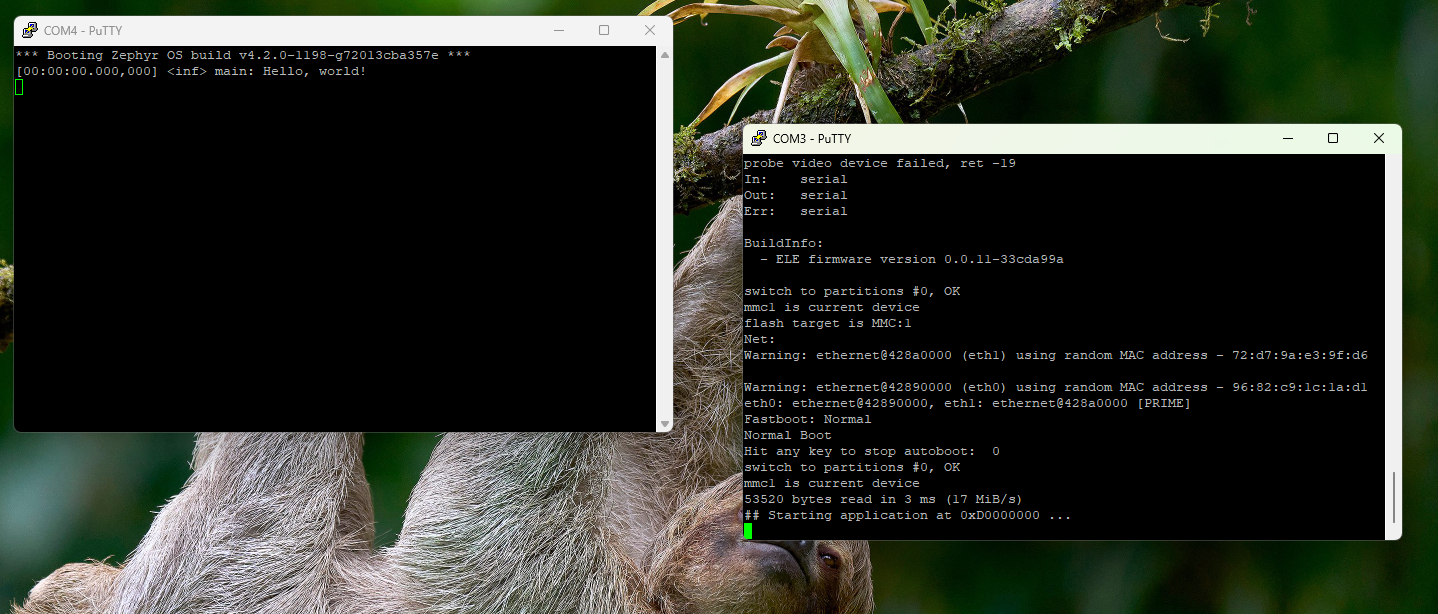 COM4 - PuTTY
*** Booting Zephyr OS build v4.2.0-1198-g72013cba357e ***
[00:00:00.000,000] <inf> main: Hello, world!
COM3 - PuTTY
probe video device failed, ret -19
In:    serial
Out:   serial
Err:   serial
BuildInfo:
  - ELE firmware version 0.0.11-33cda99a
switch to partitions #0, OK
mmc1 is current device
flash target is MMC:1
Net:
Warning: ethernet@428a0000 (eth1) using random MAC address - 72:d7:9a:e3:9f:d6
Warning: ethernet@42890000 (eth0) using random MAC address - 96:82:c9:1c:1a:d1
eth0: ethernet@42890000, eth1: ethernet@428a0000 [PRIME]
Fastboot: Normal
Normal Boot
Hit any key to stop autoboot:  0
switch to partitions #0, OK
mmc1 is current device
53520 bytes read in 3 ms (17 MiB/s)
## Starting application at 0xD0000000 ...